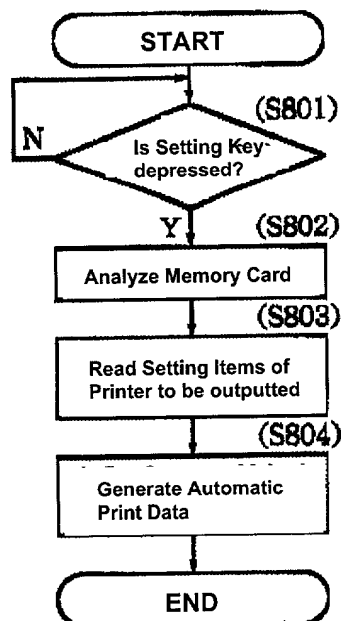 START
(S801)
N
Is Setting Key-
depressed?
Y
(S802)
Analyze Memory Card
(S803)
Read Setting Items of
Printer to be outputted
(S804)
Generate Automatic
Print Data
END